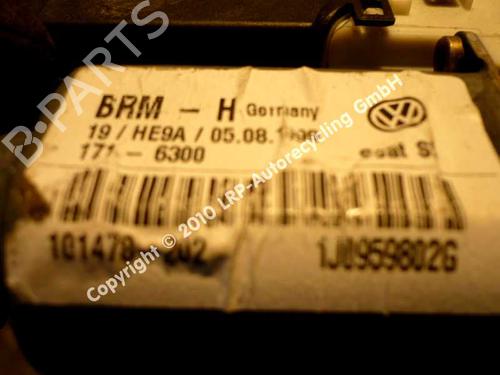 BRM - H Germany
19 / HE9A / 05.08.
171 - 6300
1J0959802G
B-PARTS
Copyright © 2010 LRP-Autorecycling GmbH